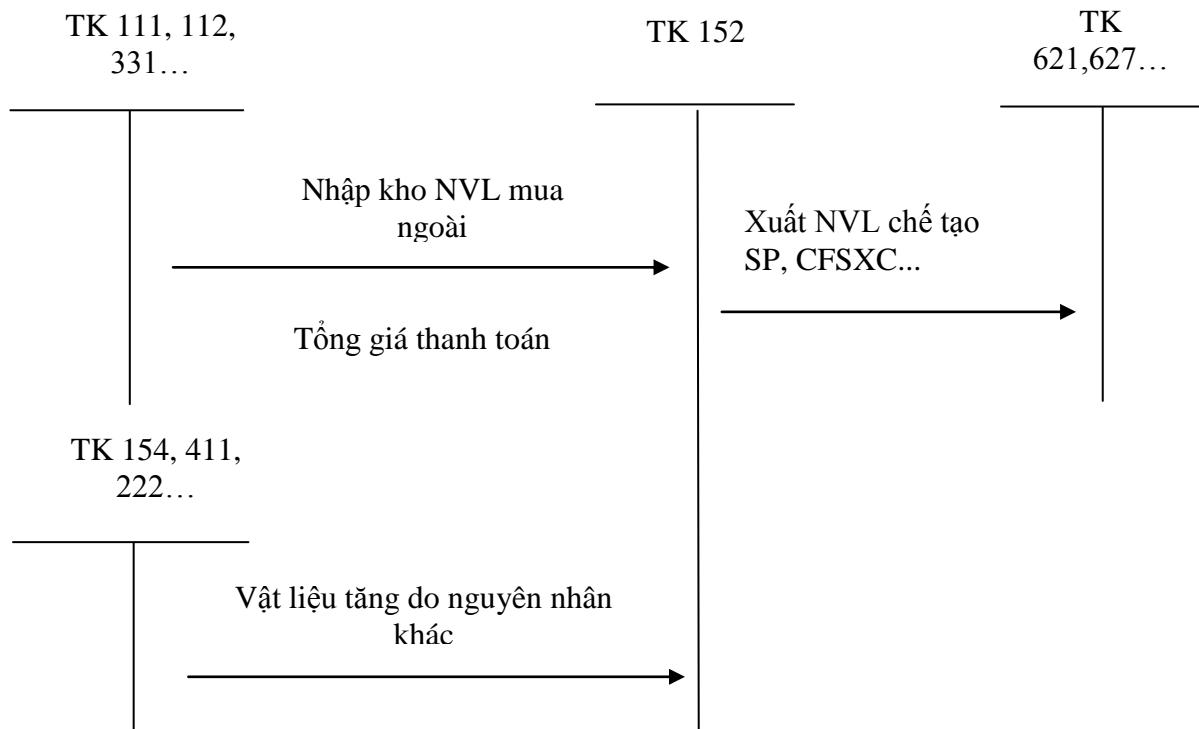 TK 111, 112,
331…
TK 152
TK
621,627…
Nhập kho NVL mua
ngoài
Xuất NVL chế tạo
SP, CFSXC...
Tổng giá thanh toán
TK 154, 411,
222…
Vật liệu tăng do nguyên nhân
khác